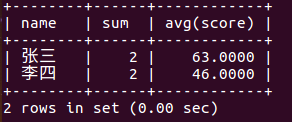 +--------+------+------------+
| name | sum | avg(score) |
+--------+------+------------+
| 张三 | 2 | 63.0000 |
| 李四 | 2 | 46.0000 |
+--------+------+------------+
2 rows in set (0.00 sec)